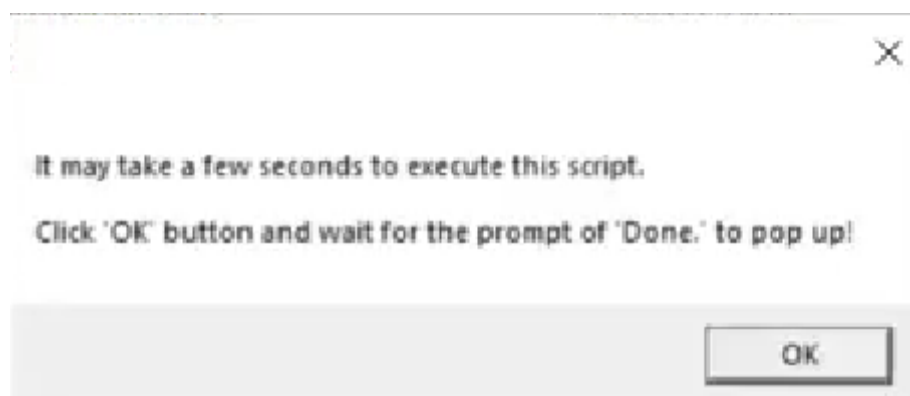 It may take a few seconds to execute this script.
Click 'OK' button and wait for the prompt of 'Done.' to pop up!
OK